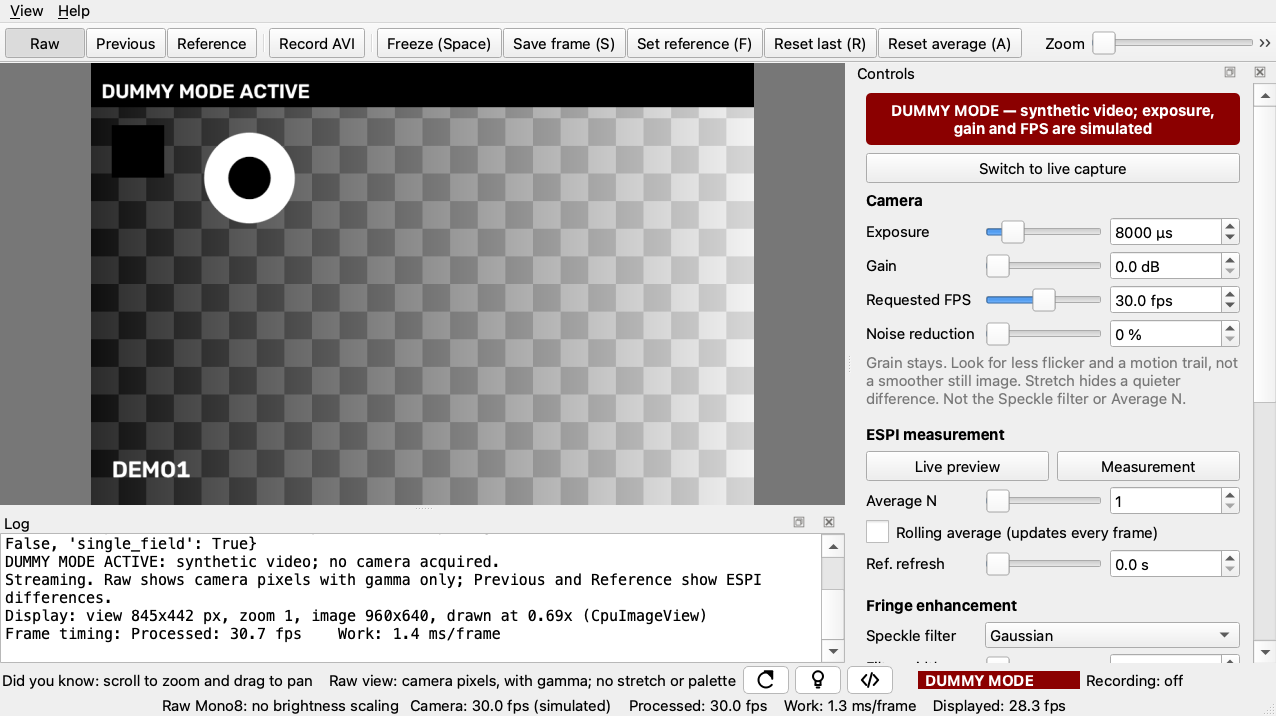 View Help
Raw Previous Reference Record AVI Freeze (Space) Save frame (S) Set reference (F) Reset last (R) Reset average (A) Zoom
DUMMY MODE ACTIVE
DEMO1
Controls
DUMMY MODE — synthetic video; exposure,
gain and FPS are simulated
Switch to live capture
Camera
Exposure 8000 µs
Gain 0.0 dB
Requested FPS 30.0 fps
Noise reduction 0 %
Grain stays. Look for less flicker and a motion trail, not
a smoother still image. Stretch hides a quieter
difference. Not the Speckle filter or Average N.
ESPI measurement
Live preview Measurement
Average N 1
Rolling average (updates every frame)
Ref. refresh 0.0 s
Fringe enhancement
Speckle filter Gaussian
Log
False, 'single_field': True}
DUMMY MODE ACTIVE: synthetic video; no camera acquired.
Streaming. Raw shows camera pixels with gamma only; Previous and Reference show ESPI
differences.
Display: view 845x442 px, zoom 1, image 960x640, drawn at 0.69x (CpuImageView)
Frame timing: Processed: 30.7 fps Work: 1.4 ms/frame
Did you know: scroll to zoom and drag to pan Raw view: camera pixels, with gamma; no stretch or palette DUMMY MODE Recording: off
Raw Mono8: no brightness scaling Camera: 30.0 fps (simulated) Processed: 30.0 fps Work: 1.3 ms/frame Displayed: 28.3 fps